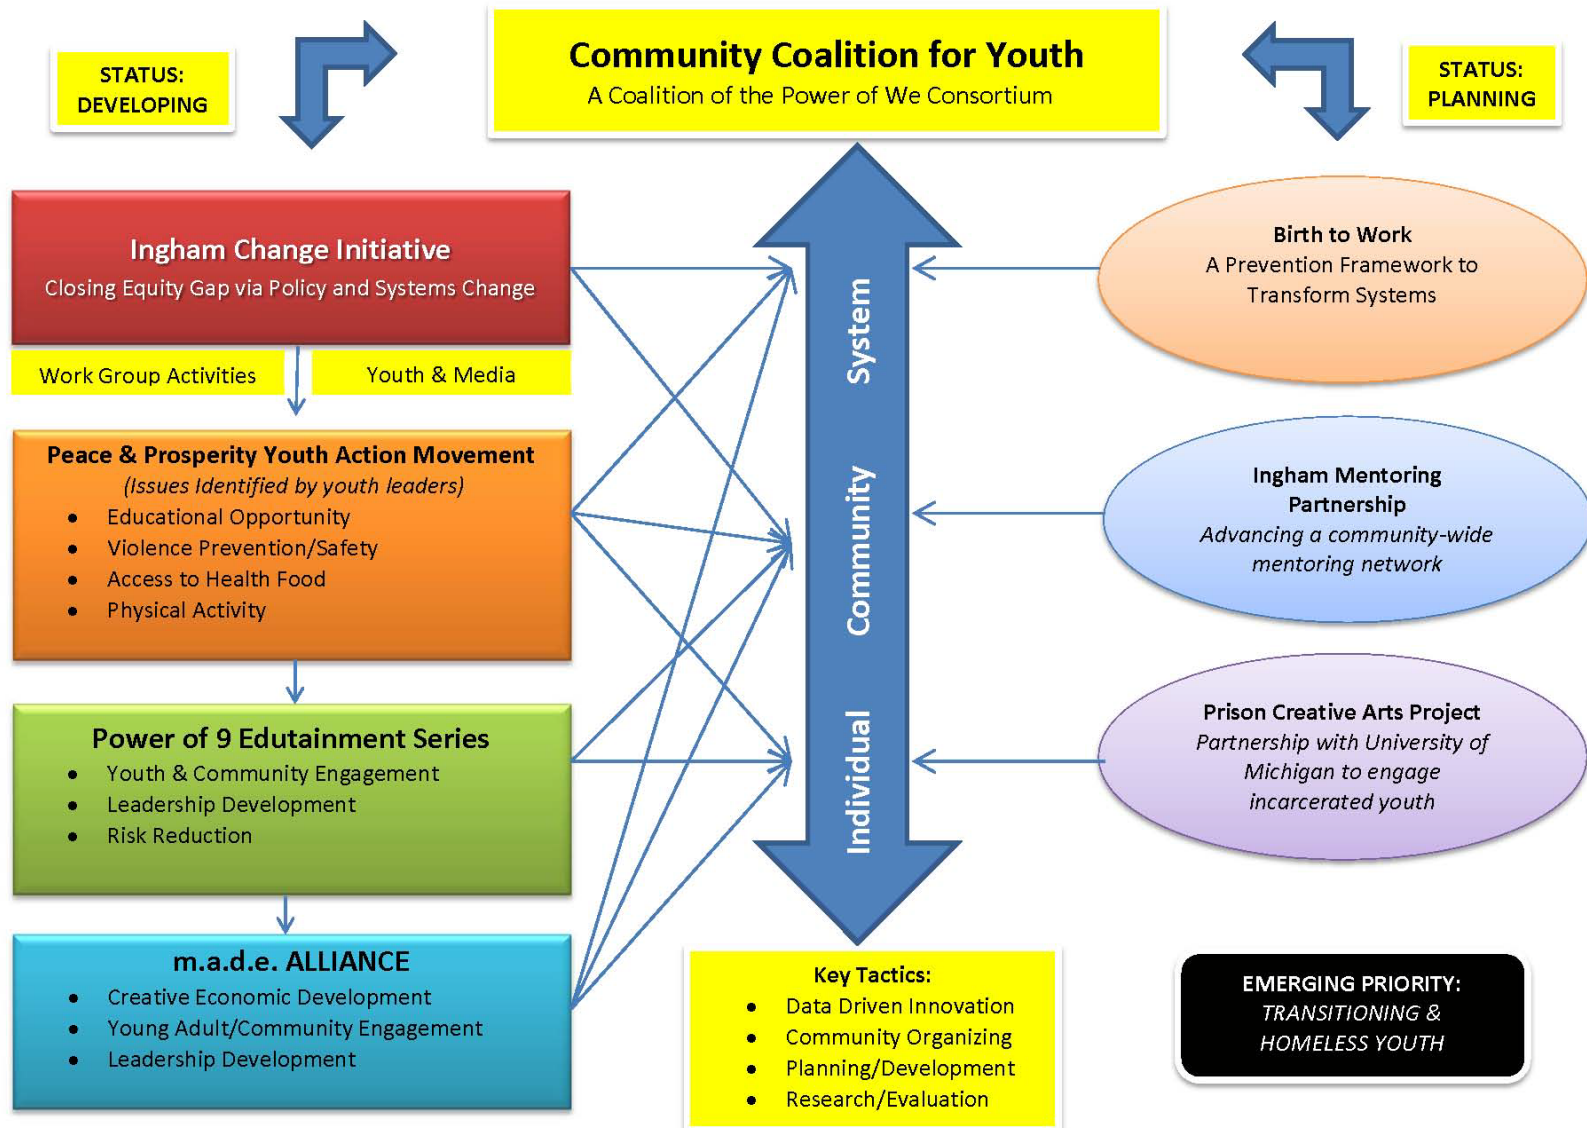 STATUS:
DEVELOPING
Community Coalition for Youth
A Coalition of the Power of We Consortium
STATUS:
PLANNING
Ingham Change Initiative
Closing Equity Gap via Policy and Systems Change
Work Group Activities
Youth & Media
Peace & Prosperity Youth Action Movement
(Issues Identified by youth leaders)
• Educational Opportunity
• Violence Prevention/Safety
• Access to Health Food
• Physical Activity
Power of 9 Edutainment Series
• Youth & Community Engagement
• Leadership Development
• Risk Reduction
m.a.d.e. ALLIANCE
• Creative Economic Development
• Young Adult/Community Engagement
• Leadership Development
Individual Community System
Key Tactics:
• Data Driven Innovation
• Community Organizing
• Planning/Development
• Research/Evaluation
Birth to Work
A Prevention Framework to
Transform Systems
Ingham Mentoring
Partnership
Advancing a community-wide
mentoring network
Prison Creative Arts Project
Partnership with University of
Michigan to engage
incarcerated youth
EMERGING PRIORITY:
TRANSITIONING &
HOMELESS YOUTH